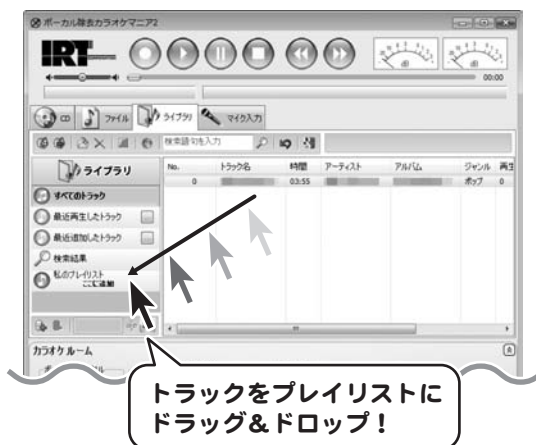 ボーカル除去カラオケマニア2
IRT
dB dB
00:00
CD ファイル ライブラリ マイク入力
検索語句を入力
ライブラリ
No. トラック名 時間 アーティスト アルバム ジャンル 再生
0 03:55 ポップ 0
すべてのトラック
最近再生したトラック
最近追加したトラック
検索結果
私のプレイリスト
ここに追加
カラオケ ルーム
トラックをプレイリストに
ドラッグ&ドロップ!